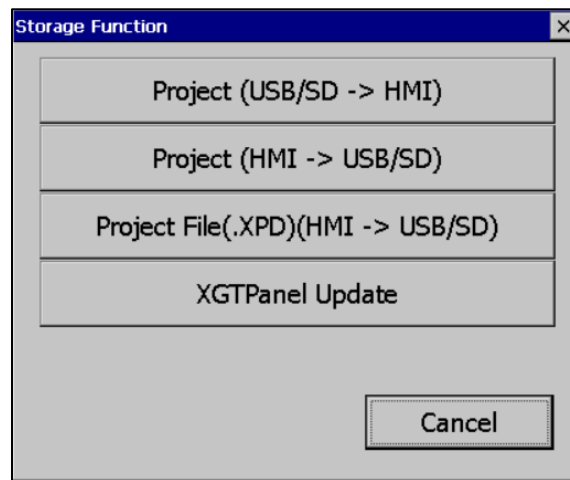 Storage Function
Project (USB/SD -> HMI)
Project (HMI -> USB/SD)
Project File(.XPD)(HMI -> USB/SD)
XGTPanel Update
Cancel